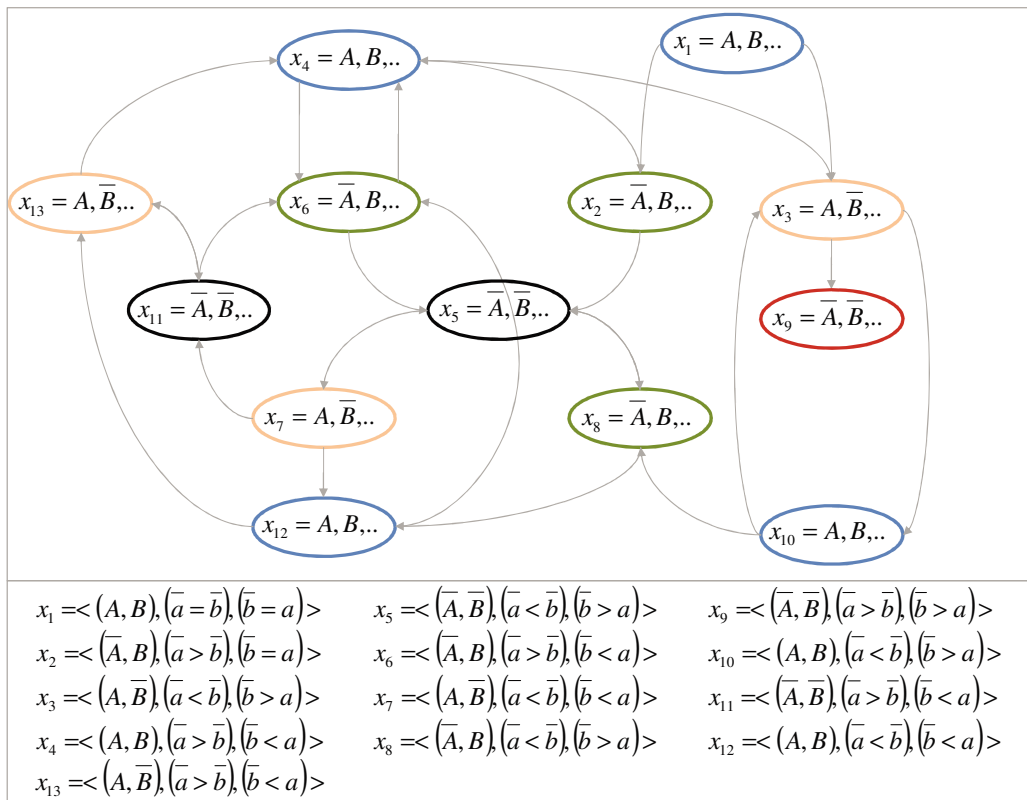 x₄ = A, B,..
x₁ = A, B,..
x₁₃ = A, B̅,..
x₆ = A̅, B,..
x₂ = A̅, B,..
x₃ = A, B̅,..
x₁₁ = A̅, B̅,..
x₅ = A̅, B̅,..
x₉ = A̅, B̅,..
x₇ = A, B̅,..
x₈ = A̅, B,..
x₁₂ = A, B,..
x₁₀ = A, B,..
x₁ =< (A, B), (a̅ = b̅), (b̅ = a) >
x₂ =< (A̅, B), (a̅ > b̅), (b̅ = a) >
x₃ =< (A, B̅), (a̅ < b̅), (b̅ > a) >
x₄ =< (A, B), (a̅ > b̅), (b̅ < a) >
x₁₃ =< (A, B̅), (a̅ > b̅), (b̅ < a) >
x₅ =< (A̅, B̅), (a̅ < b̅), (b̅ > a) >
x₆ =< (A̅, B), (a̅ > b̅), (b̅ < a) >
x₇ =< (A, B̅), (a̅ < b̅), (b̅ < a) >
x₈ =< (A̅, B), (a̅ < b̅), (b̅ > a) >
x₉ =< (A̅, B̅), (a̅ > b̅), (b̅ > a) >
x₁₀ =< (A, B), (a̅ < b̅), (b̅ > a) >
x₁₁ =< (A̅, B̅), (a̅ > b̅), (b̅ < a) >
x₁₂ =< (A, B), (a̅ < b̅), (b̅ < a) >